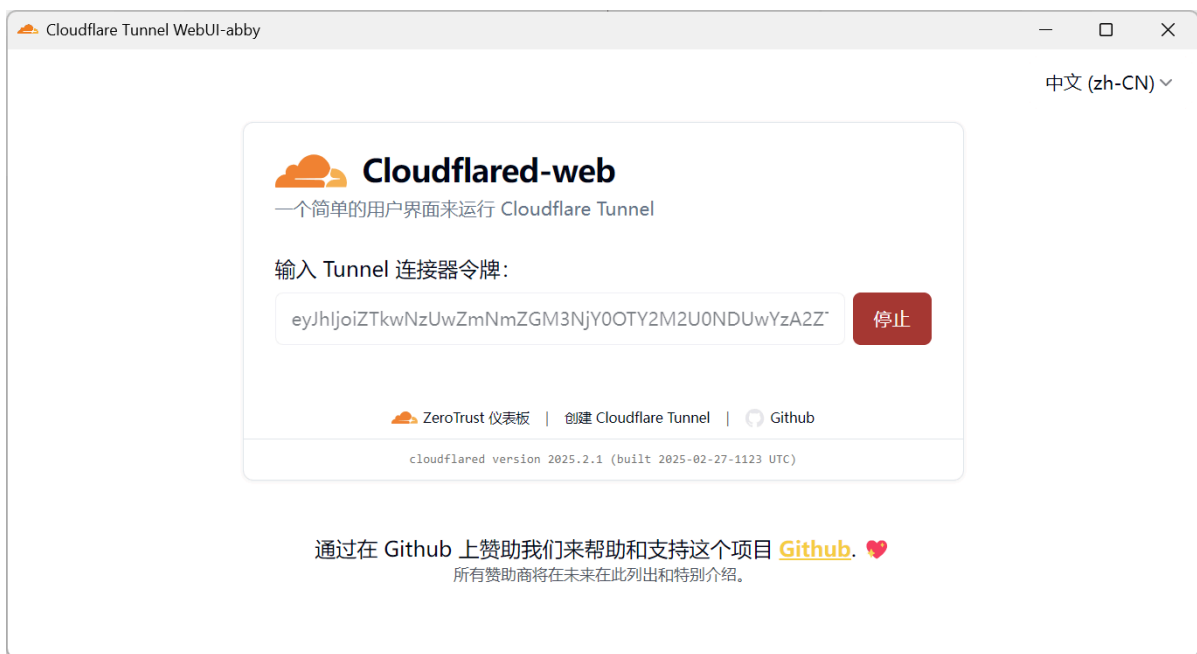 Cloudflare Tunnel WebUI-abby
中文 (zh-CN)
Cloudflared-web
一个简单的用户界面来运行 Cloudflare Tunnel
输入 Tunnel 连接器令牌:
eyJhIjoiZTkwNzUwZmNmZGM3NjY0OTY2M2U0NDUwYzA2ZT
停止
ZeroTrust 仪表板 | 创建 Cloudflare Tunnel | Github
cloudflared version 2025.2.1 (built 2025-02-27-1123 UTC)
通过在 Github 上赞助我们来帮助和支持这个项目 Github. 💖
所有赞助商将在未来在此列出和特别介绍。